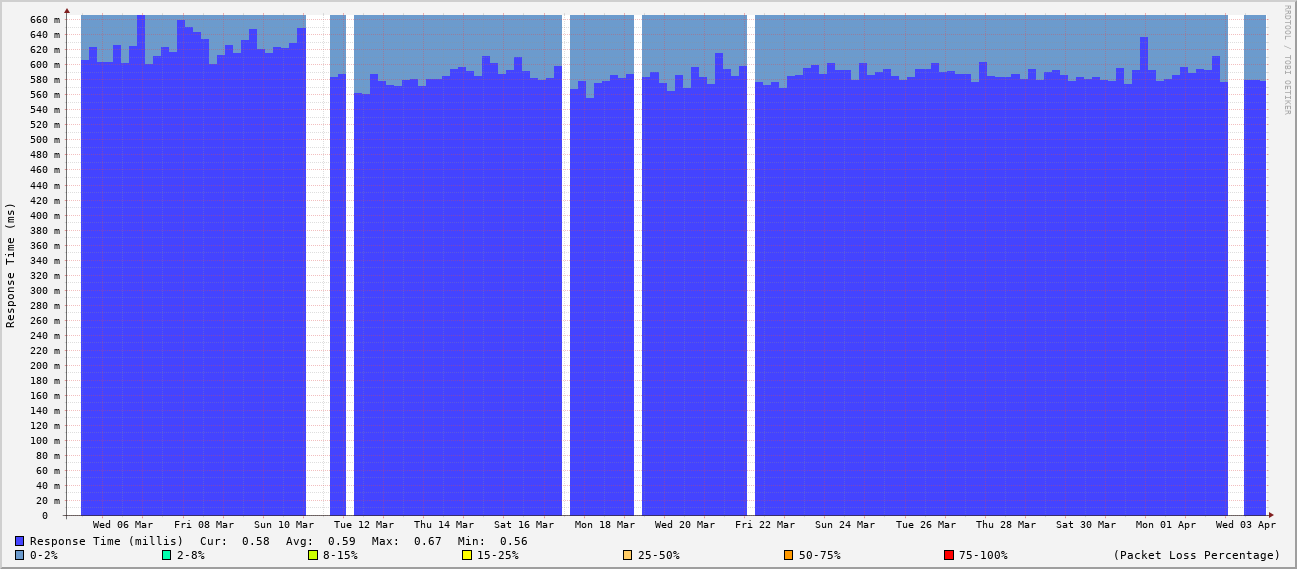 RRDTOOL / TOBI OETIKER
Response Time (ms)
660 m
640 m
620 m
600 m
580 m
560 m
540 m
520 m
500 m
480 m
460 m
440 m
420 m
400 m
380 m
360 m
340 m
320 m
300 m
280 m
260 m
240 m
220 m
200 m
180 m
160 m
140 m
120 m
100 m
80 m
60 m
40 m
20 m
0
Wed 06 Mar Fri 08 Mar Sun 10 Mar Tue 12 Mar Thu 14 Mar Sat 16 Mar Mon 18 Mar Wed 20 Mar Fri 22 Mar Sun 24 Mar Tue 26 Mar Thu 28 Mar Sat 30 Mar Mon 01 Apr Wed 03 Apr
Response Time (millis) Cur: 0.58 Avg: 0.59 Max: 0.67 Min: 0.56
0-2% 2-8% 8-15% 15-25% 25-50% 50-75% 75-100% (Packet Loss Percentage)